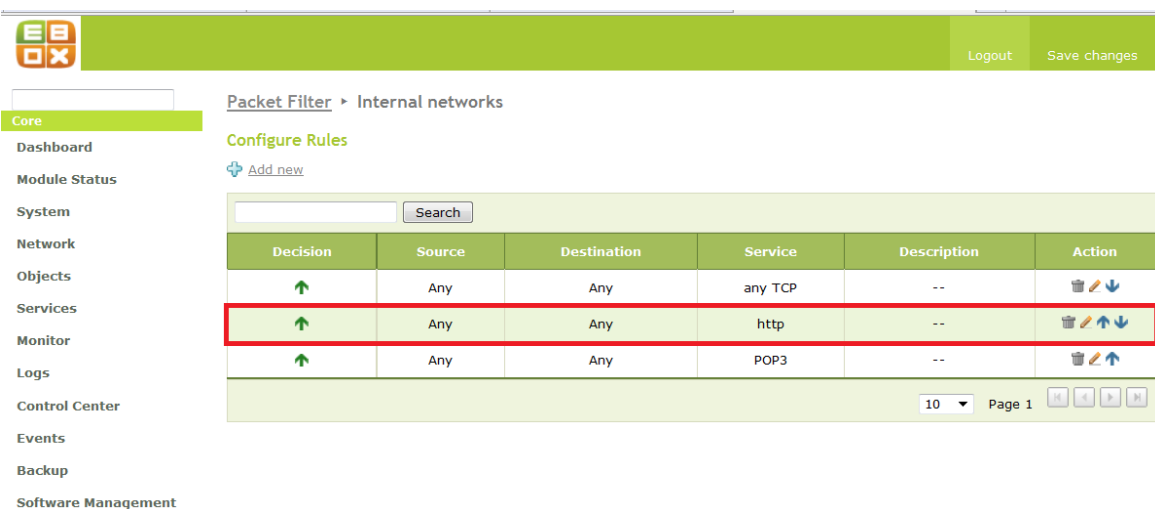 EBOX
Logout Save changes
Packet Filter ▸ Internal networks
Core
Dashboard
Module Status
System
Network
Objects
Services
Monitor
Logs
Control Center
Events
Backup
Software Management
Configure Rules
Add new
Search
Decision Source Destination Service Description Action
Any Any any TCP --
Any Any http --
Any Any POP3 --
10 Page 1